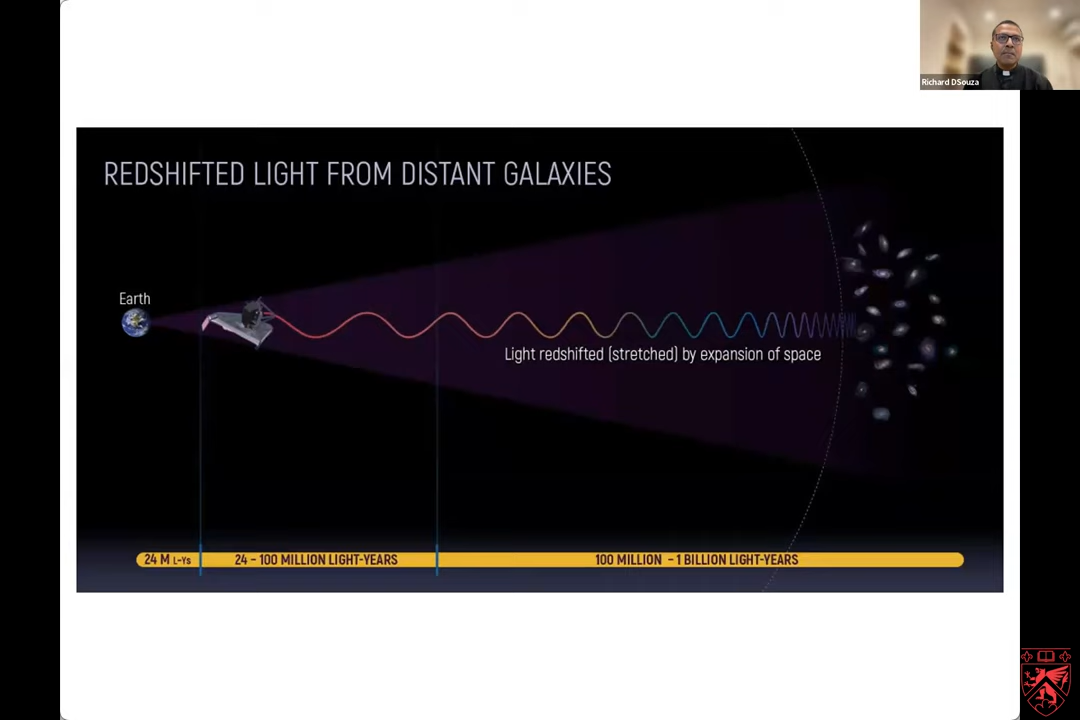 Richard DSouza
REDSHIFTED LIGHT FROM DISTANT GALAXIES
Earth
Light redshifted (stretched) by expansion of space
24 M L-Ys
24 – 100 MILLION LIGHT-YEARS
100 MILLION – 1 BILLION LIGHT-YEARS